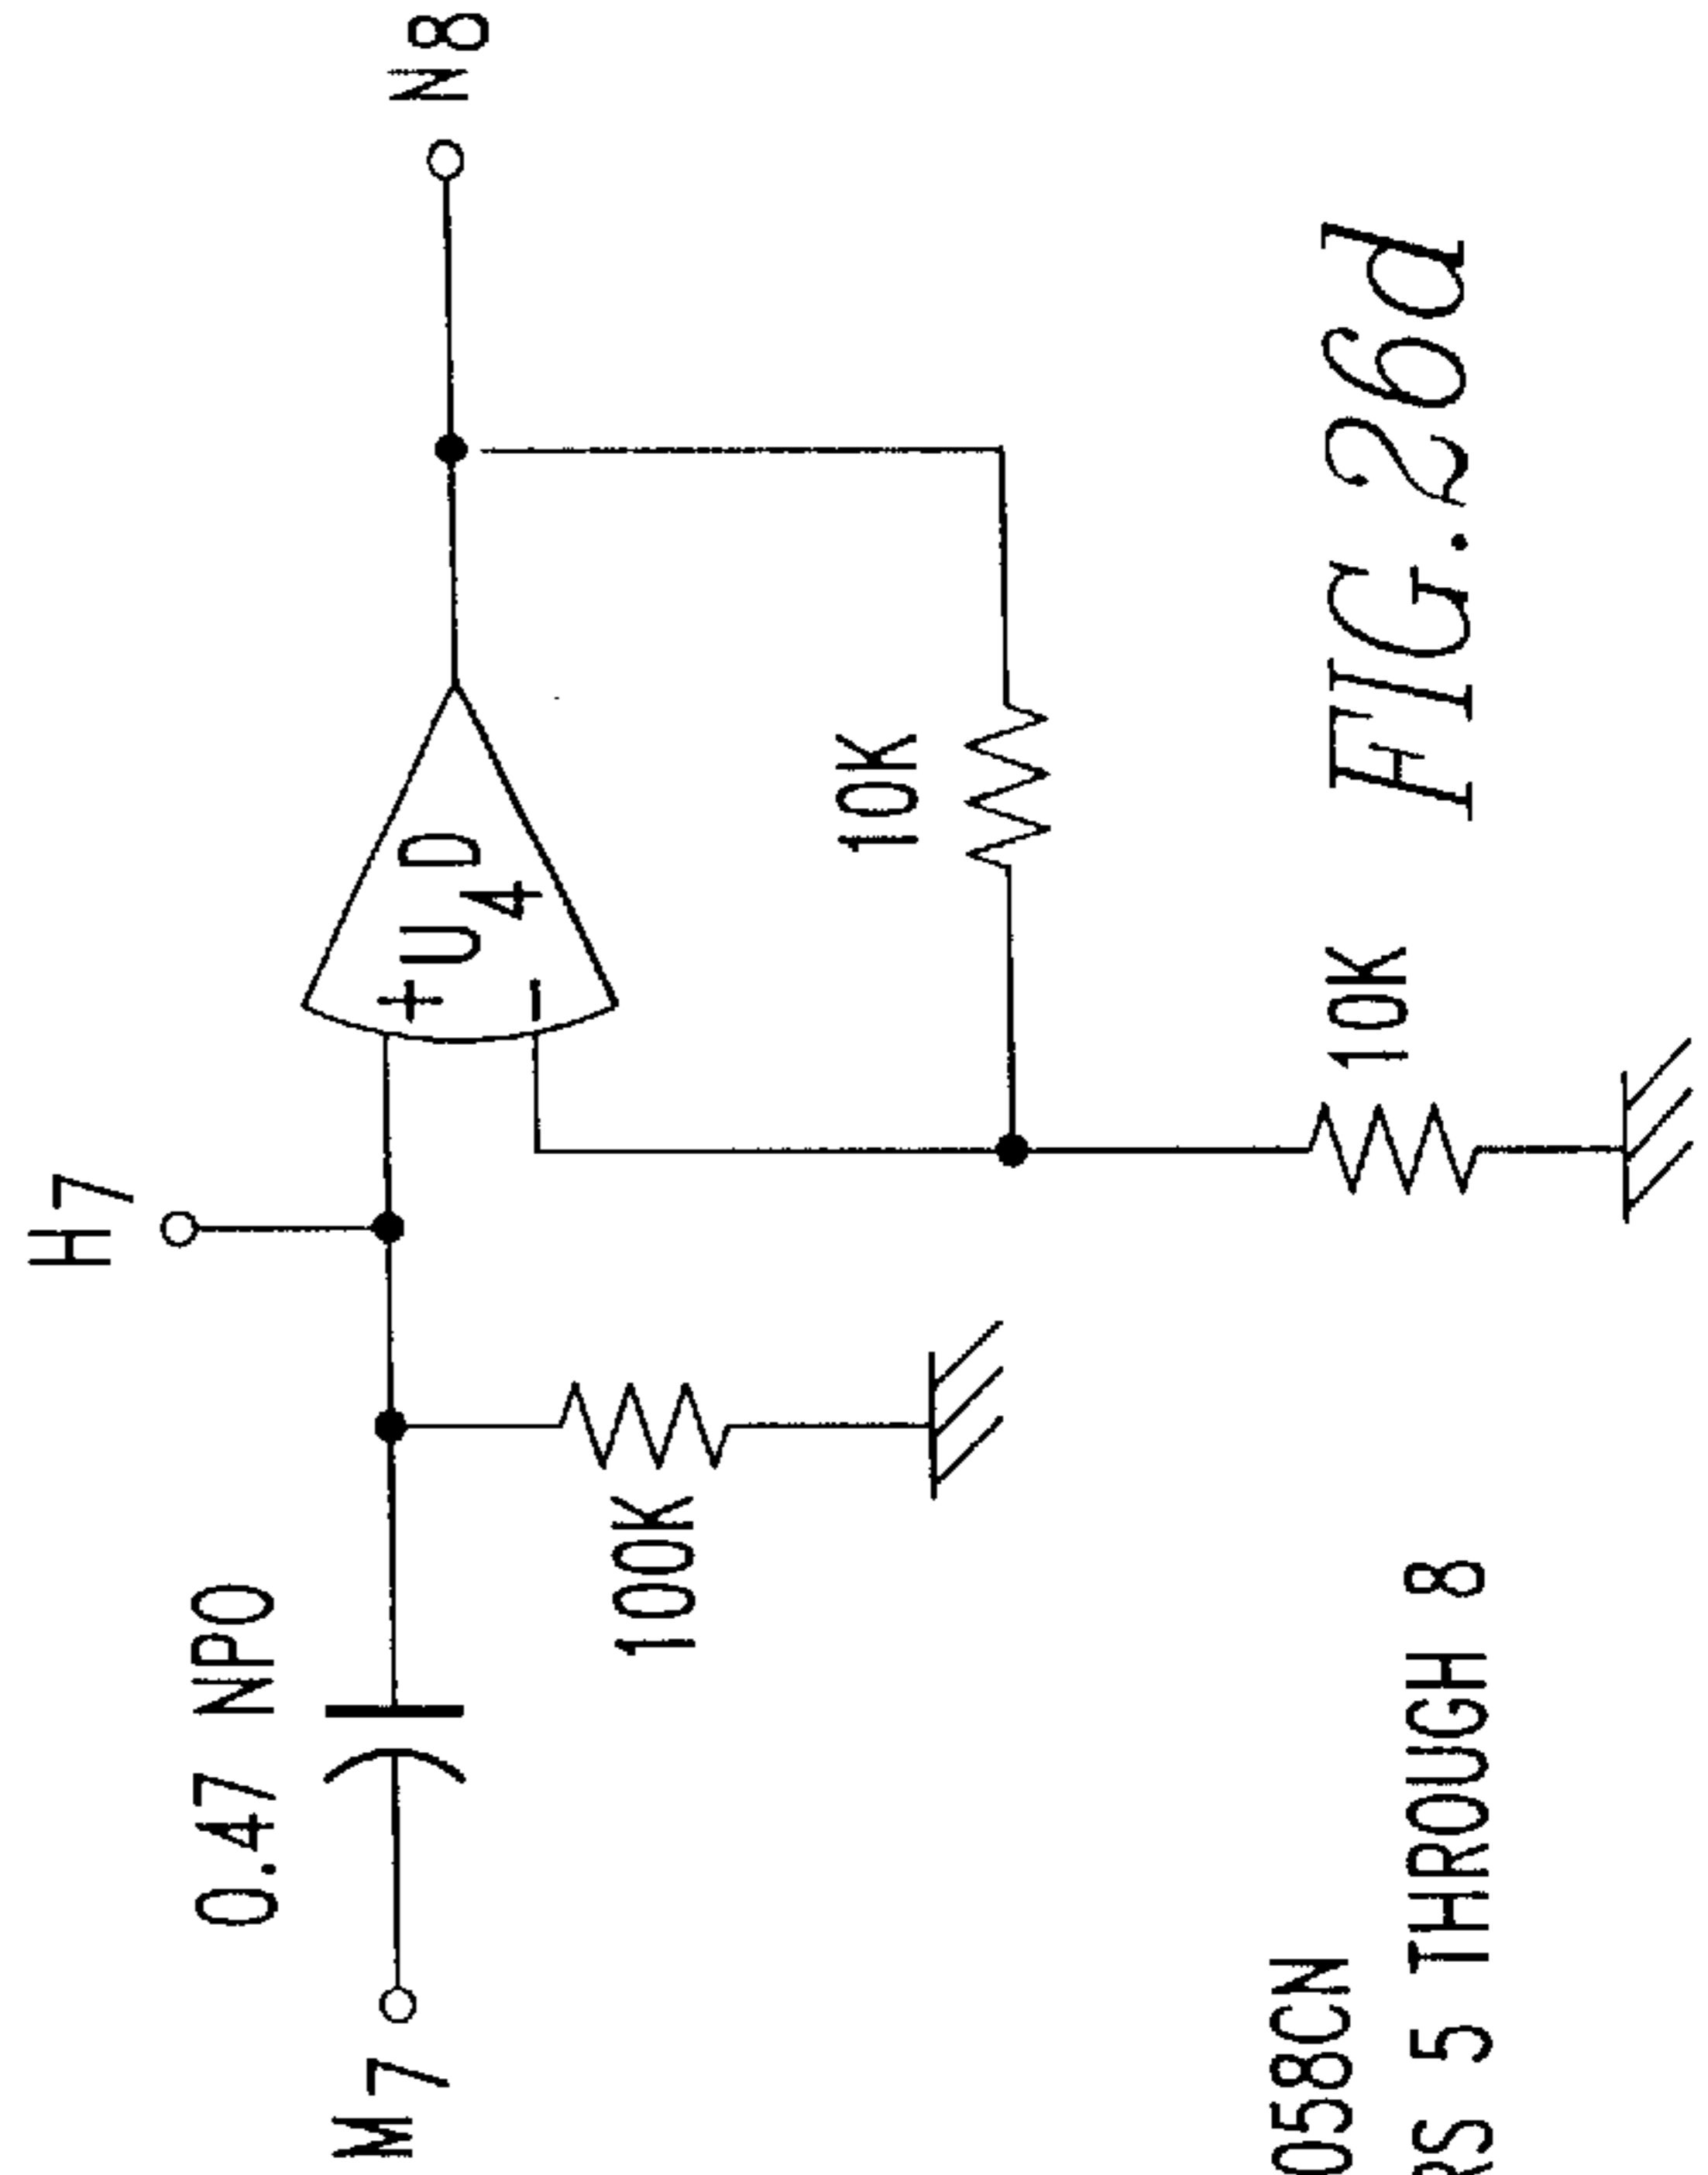 H7
0.47 NPO
M7
100K
+
U4D
-
N8
10K
10K
058CN
RS 5 THROUGH 8
FIG.26d